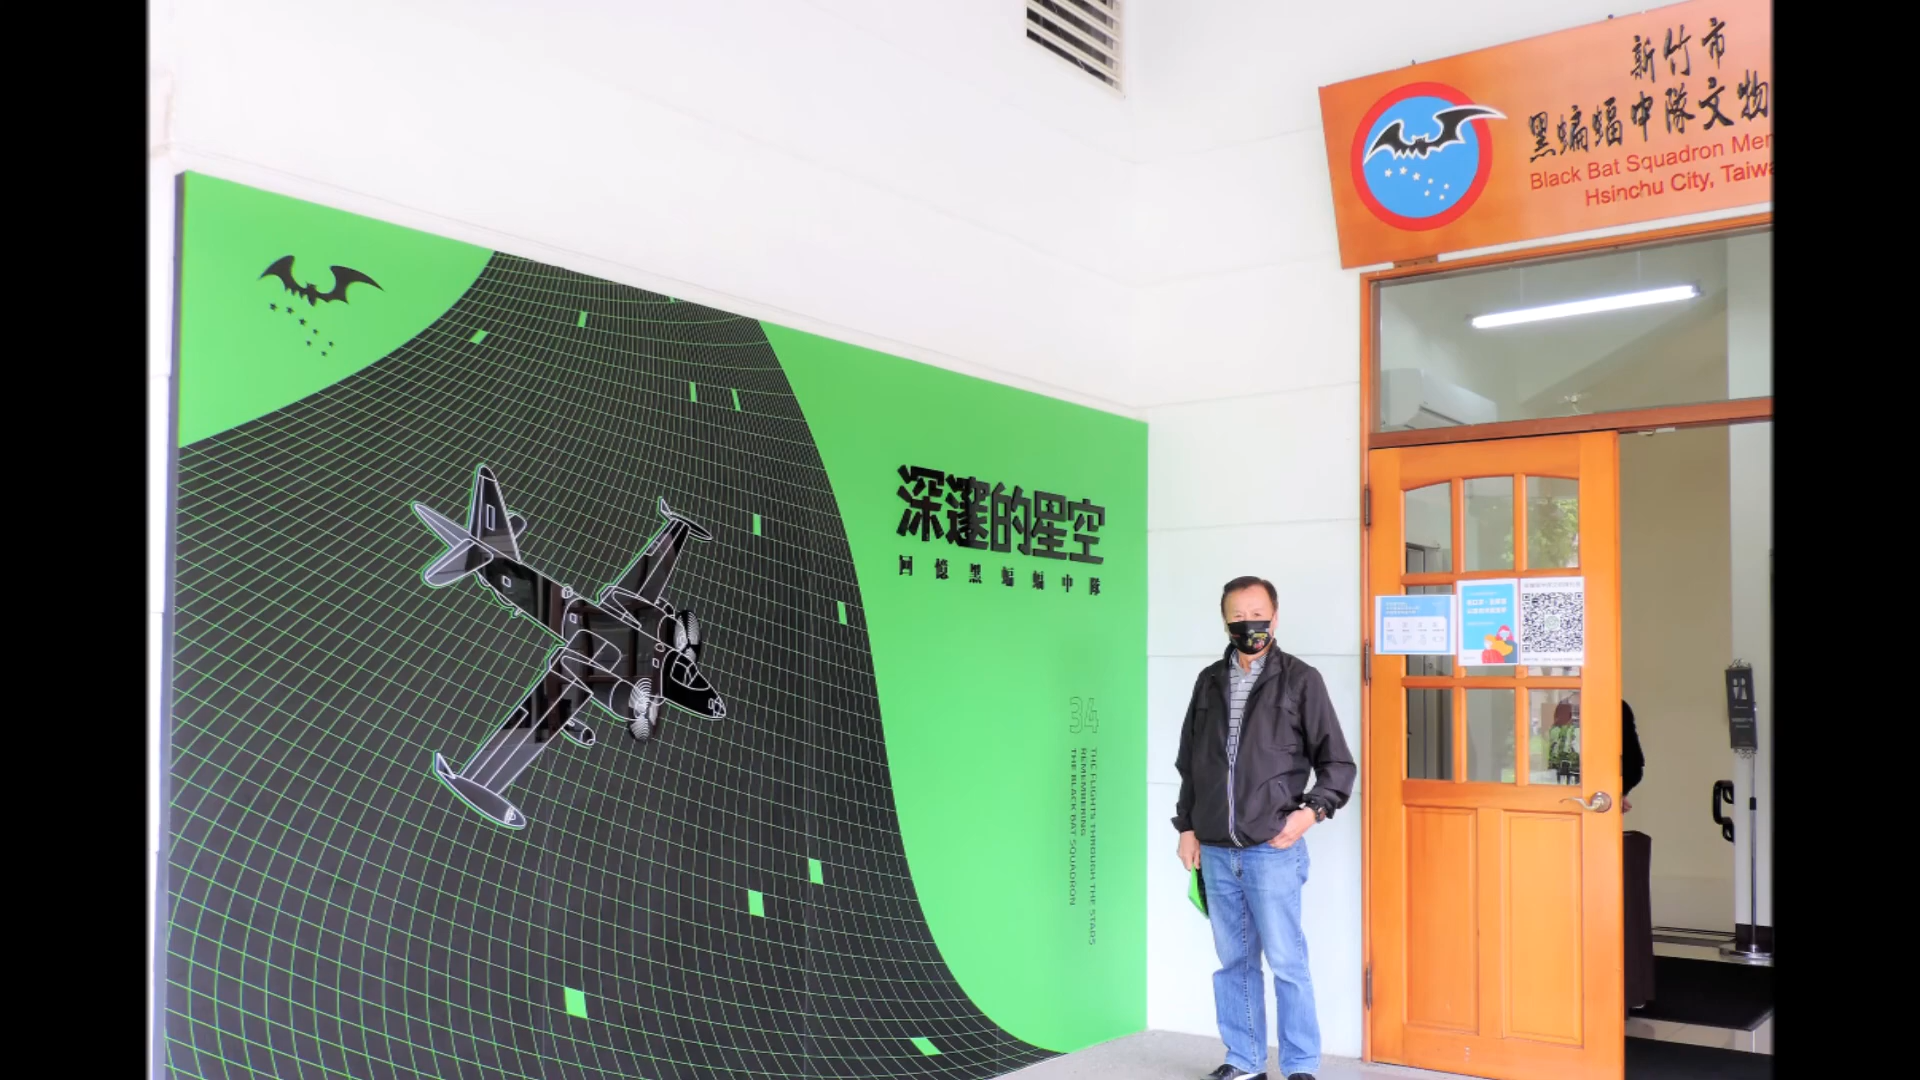 新竹市
黑蝙蝠中隊文物
Black Bat Squadron Mem
Hsinchu City, Taiwa
深邃的星空
回憶黑蝙蝠中隊
34
THE FLIGHTS THROUGH THE STARS
REMEMBERING
THE BLACK BAT SQUADRON